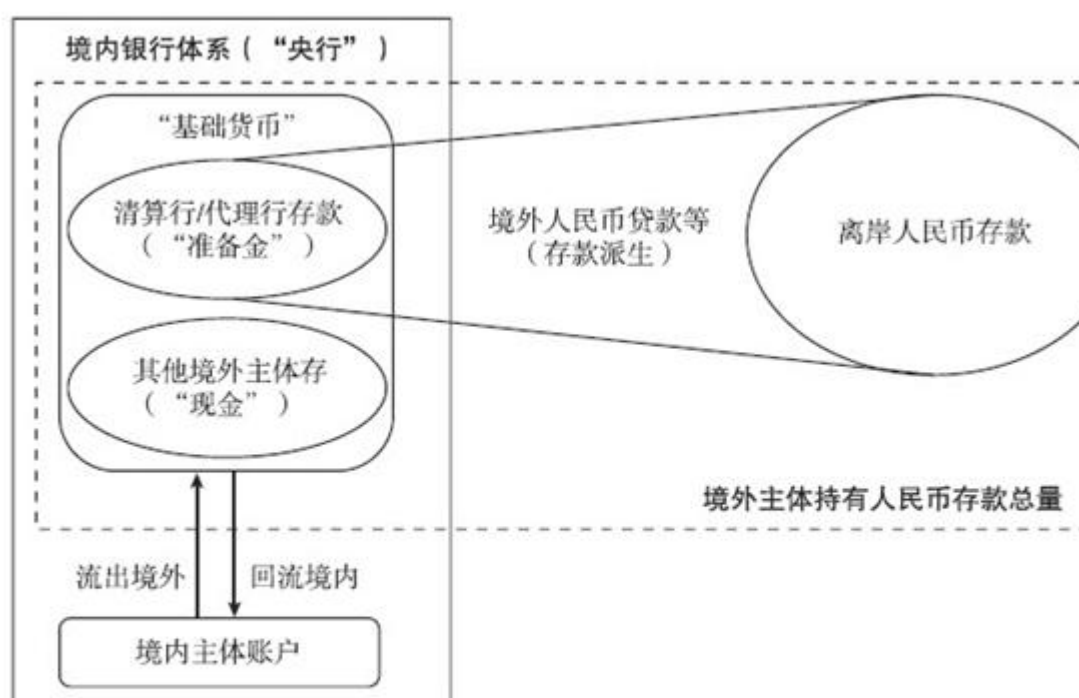 境内银行体系（“央行”）
“基础货币”
清算行/代理行存款
（“准备金”）
境外人民币贷款等
（存款派生）
离岸人民币存款
其他境外主体存
（“现金”）
境外主体持有人民币存款总量
流出境外
回流境内
境内主体账户